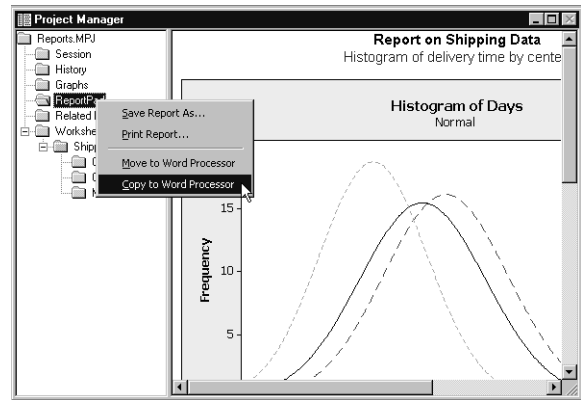 Project Manager
Reports.MPJ
Session
History
Graphs
ReportPad
Related
Workshe
Ship
Save Report As...
Print Report...
Move to Word Processor
Copy to Word Processor
Report on Shipping Data
Histogram of delivery time by cente
Histogram of Days
Normal
Frequency
15
10
5